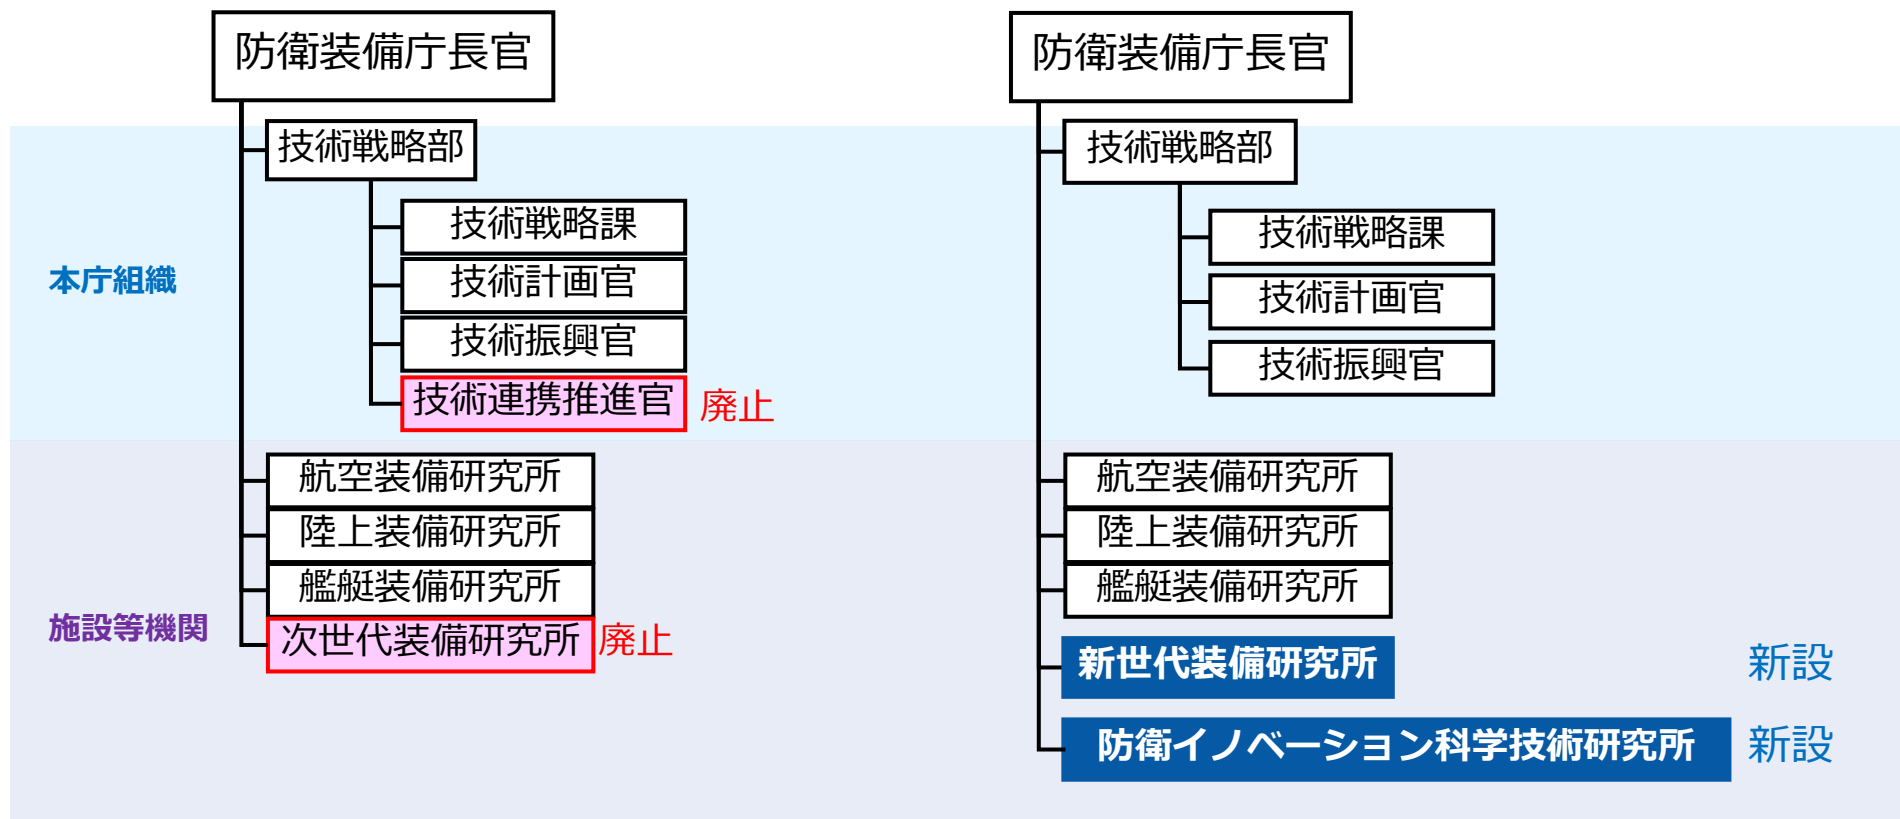 防衛装備庁長官
技術戦略部
技術戦略課
技術計画官
技術振興官
技術連携推進官
廃止
本庁組織
航空装備研究所
陸上装備研究所
艦艇装備研究所
次世代装備研究所
廃止
施設等機関
防衛装備庁長官
技術戦略部
技術戦略課
技術計画官
技術振興官
航空装備研究所
陸上装備研究所
艦艇装備研究所
新世代装備研究所
新設
防衛イノベーション科学技術研究所
新設